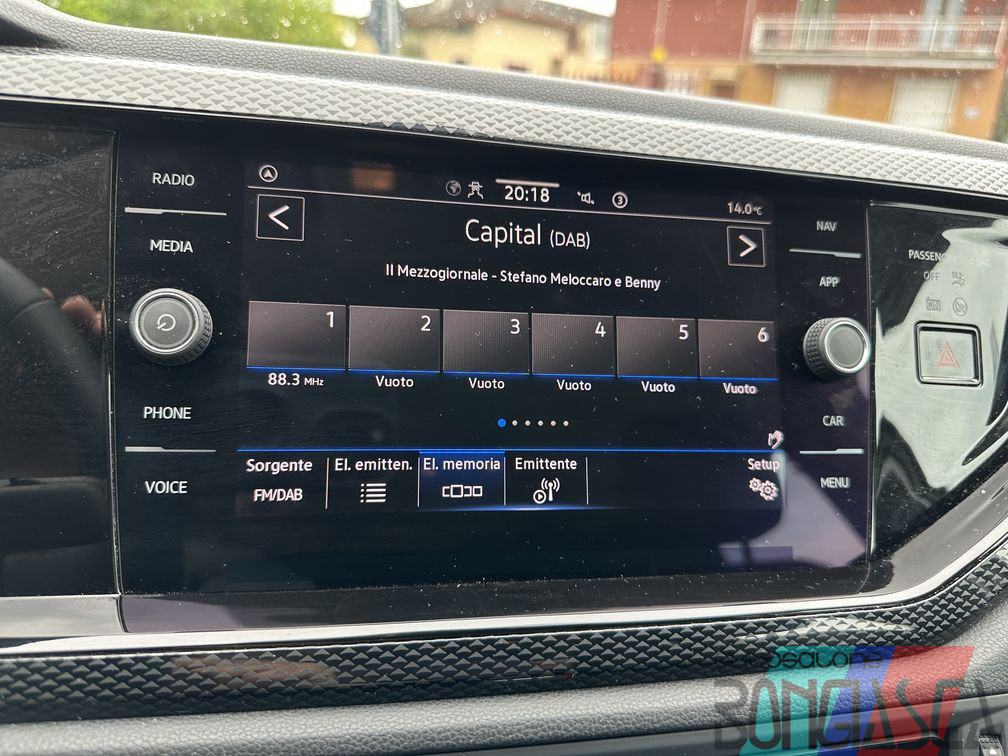 RADIO
MEDIA
PHONE
VOICE
20:18
3
14.0°C
Capital (DAB)
Il Mezzogiornale - Stefano Meloccaro e Benny
1
2
3
4
5
6
88.3 MHz
Vuoto
Vuoto
Vuoto
Vuoto
Vuoto
Sorgente
FM/DAB
El. emitten.
El. memoria
Emittente
Setup
NAV
APP
CAR
MENU
OFF
ON
BONGIASCA